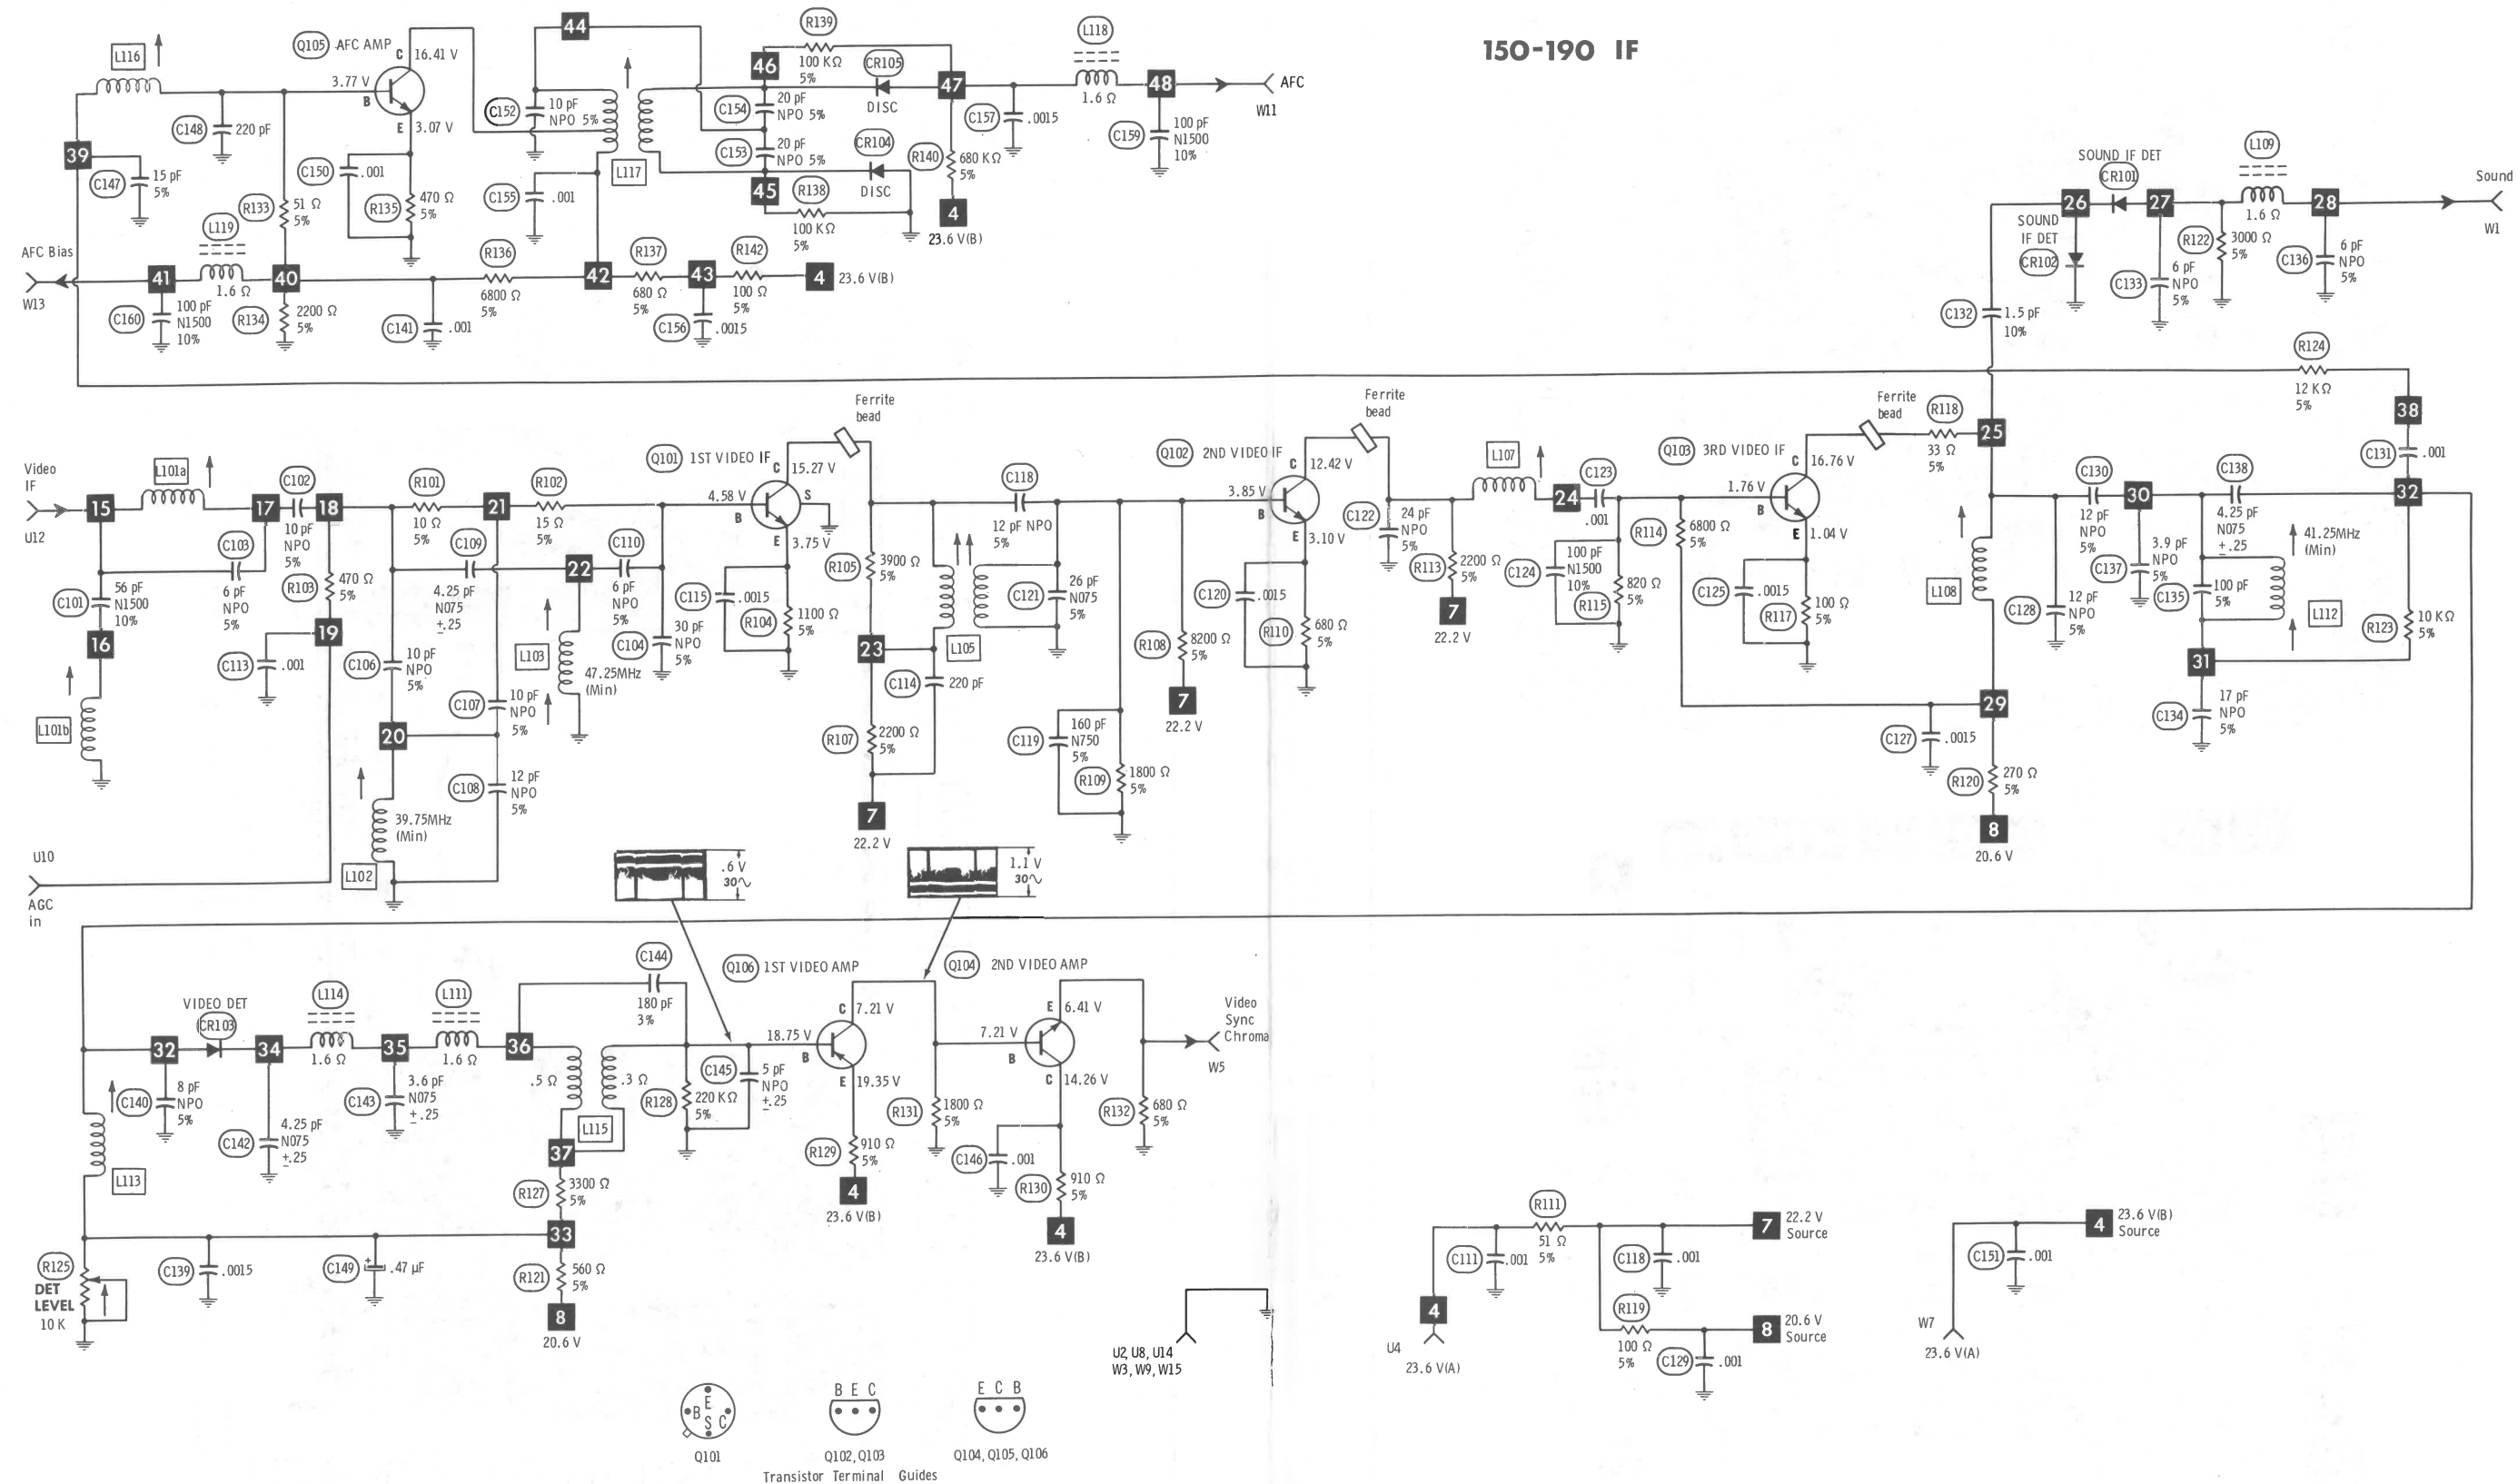 150-190 IF
L116
Q105 AFC AMP
C 16.41 V
3.77 V
B
E 3.07 V
C148 220 pF
39
C147 15 pF
5%
C150 .001
R133 51 Ω
5%
R135 470 Ω
5%
L119
1.6 Ω
AFC Bias
W13
41
40
C160 100 pF
N1500
10%
R134 2200 Ω
5%
C141 .001
R136
6800 Ω
5%
42
R137
680 Ω
5%
43
R142
100 Ω
5%
4 23.6 V(B)
C156 .0015
44
C152 10 pF
NPO 5%
C155 .001
L117
46
R139
100 KΩ
5%
CR105
DISC
C154 20 pF
NPO 5%
C153 20 pF
NPO 5%
CR104
DISC
45
R138
100 KΩ
5%
47
R140 680 KΩ
5%
4
23.6 V(B)
C157 .0015
L118
1.6 Ω
48
C159 100 pF
N1500
10%
AFC
W11
SOUND IF DET
CR101
26
27
SOUND
IF DET
CR102
C133 6 pF
NPO
5%
R122 3000 Ω
5%
L109
1.6 Ω
28
C136 6 pF
NPO
5%
Sound
W1
C132 1.5 pF
10%
R124
12 KΩ
5%
38
C131 .001
32
Video
IF
U12
15
L101a
17
C102
10 pF
NPO
5%
18
C103
6 pF
NPO
5%
R103 470 Ω
5%
C101 56 pF
N1500
10%
16
L101b
19
C113 .001
R101
10 Ω
5%
21
R102
15 Ω
5%
C109
4.25 pF
N075
±.25
22
C110
6 pF
NPO
5%
C106 10 pF
NPO
5%
C107 10 pF
NPO
5%
20
C108 12 pF
NPO
5%
39.75MHz
(Min)
L102
L103
47.25MHz
(Min)
C104 30 pF
NPO
5%
U10
AGC
in
Q101 1ST VIDEO IF
C 15.27 V
4.58 V
B
S
E 3.75 V
C115 .0015
R104 1100 Ω
5%
Ferrite
bead
R105 3900 Ω
5%
23
C114 220 pF
R107 2200 Ω
5%
7
22.2 V
L105
C118
12 pF NPO
5%
C121 26 pF
N075
5%
C119 160 pF
N750
5%
R109 1800 Ω
5%
R108 8200 Ω
5%
7
22.2 V
Q102 2ND VIDEO IF
C 12.42 V
3.85 V
B
E 3.10 V
C120 .0015
R110 680 Ω
5%
Ferrite
bead
C122 24 pF
NPO
5%
R113 2200 Ω
5%
7
22.2 V
L107
24
C123
.001
C124 100 pF
N1500
10%
R115 820 Ω
5%
R114 6800 Ω
5%
Q103 3RD VIDEO IF
C 16.76 V
1.76 V
B
E 1.04 V
C125 .0015
R117 100 Ω
5%
Ferrite
bead
R118
33 Ω
5%
25
L108
C128 12 pF
NPO
5%
C130
12 pF
NPO
5%
30
C137 3.9 pF
NPO
5%
C138
4.25 pF
N075
±.25
C135 100 pF
5%
41.25MHz
(Min)
L112
R123 10 KΩ
5%
31
C134 17 pF
NPO
5%
29
C127 .0015
R120 270 Ω
5%
8
20.6 V
.6 V
30
1.1 V
30
VIDEO DET
CR103
32
34
L114
1.6 Ω
35
L111
1.6 Ω
36
C140 8 pF
NPO
5%
C142 4.25 pF
N075
±.25
C143 3.6 pF
N075
±.25
L113
.5 Ω
.3 Ω
L115
37
R127 3300 Ω
5%
33
R121 560 Ω
5%
8
20.6 V
R125
DET
LEVEL
10 K
C139 .0015
C149 + .47 µF
C144
180 pF
3%
R128 220 KΩ
5%
C145 5 pF
NPO
±.25
Q106 1ST VIDEO AMP
C 7.21 V
18.75 V
B
E 19.35 V
R129 910 Ω
5%
4
23.6 V(B)
R131 1800 Ω
5%
Q104 2ND VIDEO AMP
E 6.41 V
7.21 V
B
C 14.26 V
C146 .001
R130 910 Ω
5%
4
23.6 V(B)
R132 680 Ω
5%
Video
Sync
Chroma
W5
U2, U8, U14
W3, W9, W15
4
U4
23.6 V(A)
C111 .001
R111
51 Ω
5%
C118 .001
7 22.2 V
Source
R119
100 Ω
5%
C129 .001
8 20.6 V
Source
W7
23.6 V(A)
C151 .001
4 23.6 V(B)
Source
E
B
S C
Q101
B E C
Q102, Q103
E C B
Q104, Q105, Q106
Transistor Terminal Guides